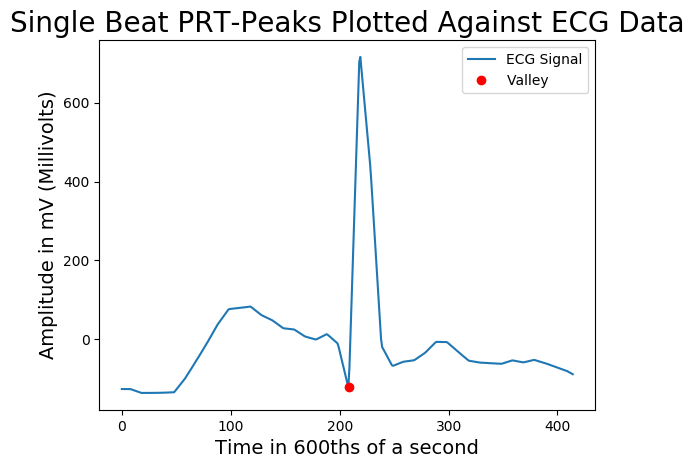 Single Beat PRT-Peaks Plotted Against ECG Data
ECG Signal
Valley
Amplitude in mV (Millivolts)
600
400
200
0
0 100 200 300 400
Time in 600ths of a second